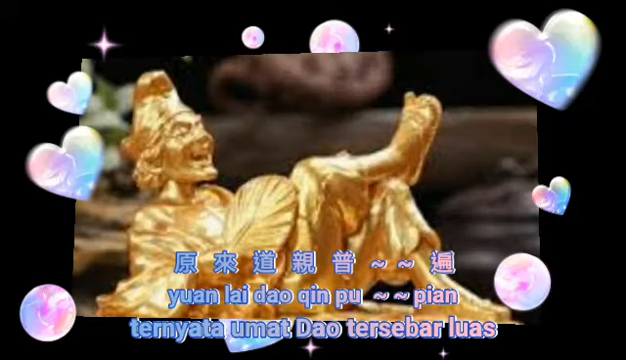 原來道親普~~遍
yuan lai dao qin pu ~~pian
ternyata umat Dao tersebar luas